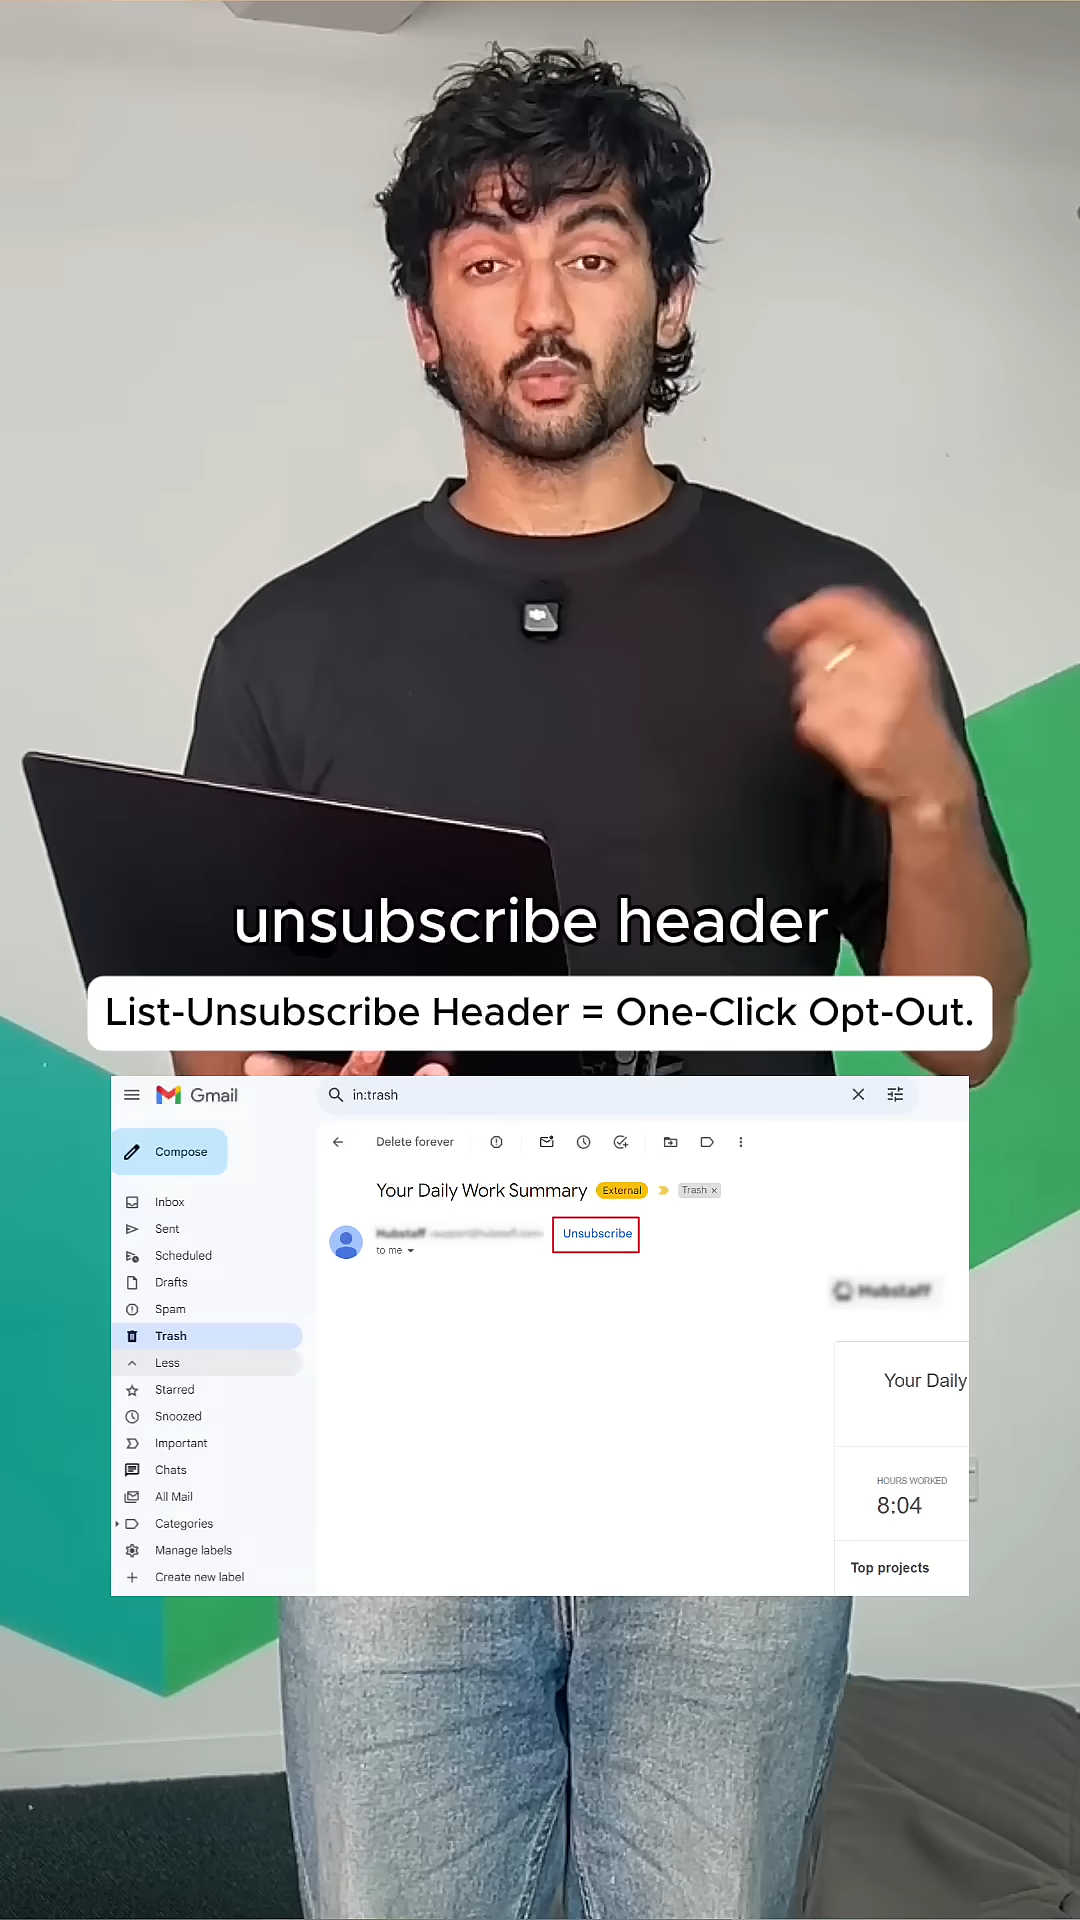 unsubscribe header
List-Unsubscribe Header = One-Click Opt-Out.
Gmail
in:trash
Compose
Delete forever
Your Daily Work Summary External Trash x
Hubstaff
Unsubscribe
to me
Inbox
Sent
Scheduled
Drafts
Spam
Trash
Less
Starred
Snoozed
Important
Chats
All Mail
Categories
Manage labels
Create new label
Hubstaff
Your Daily
HOURS WORKED
8:04
Top projects